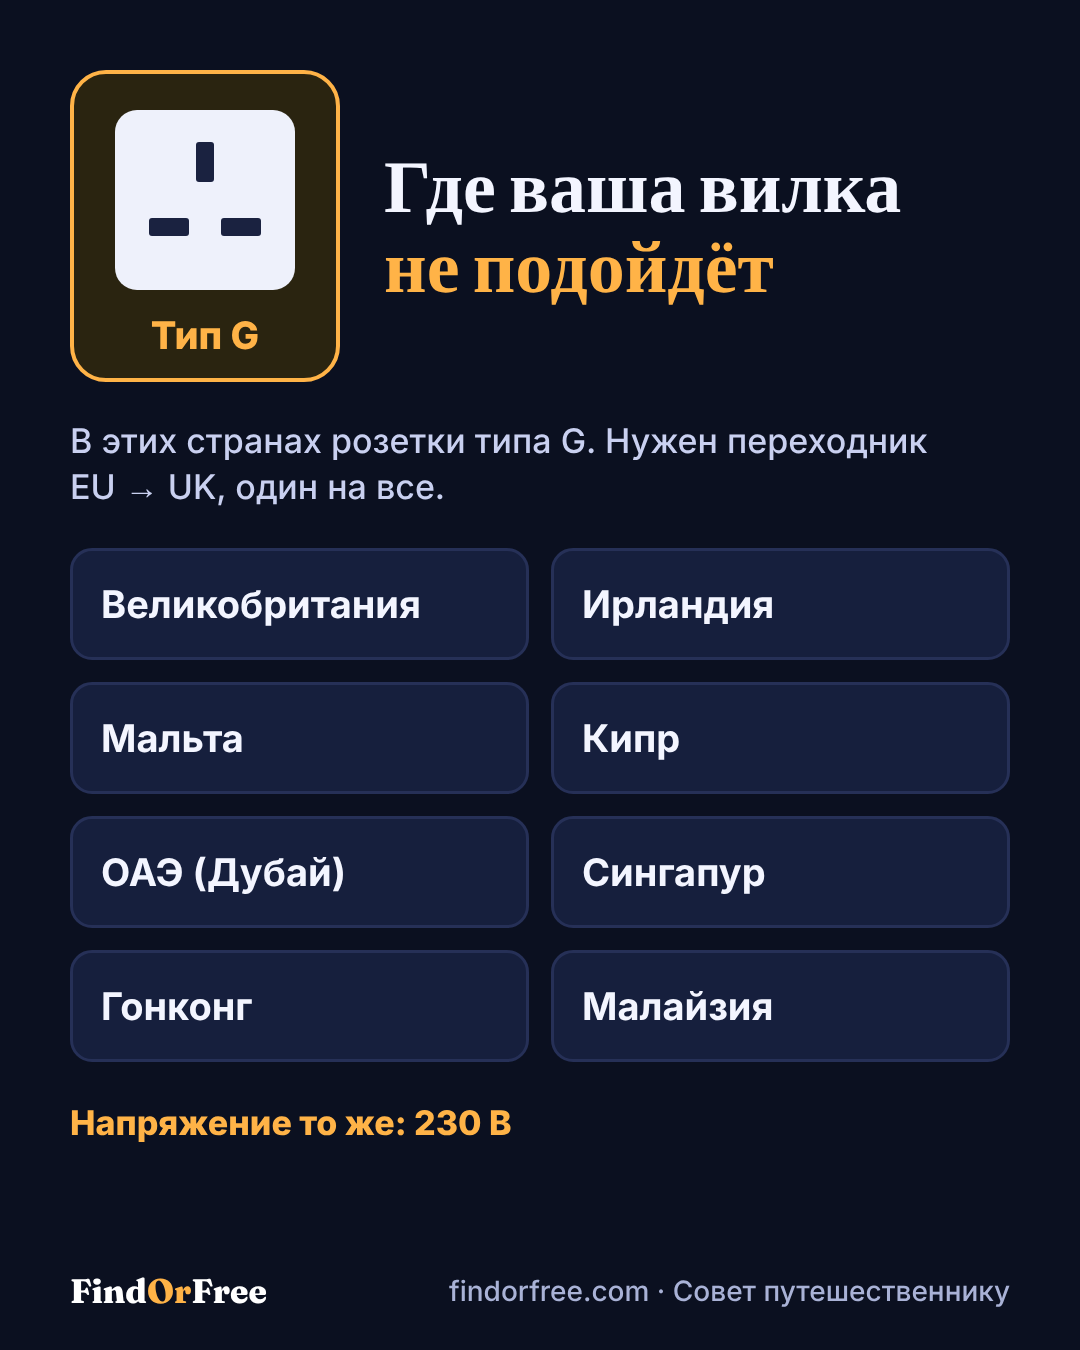 Тип G
Где ваша вилка
не подойдёт
В этих странах розетки типа G. Нужен переходник
EU → UK, один на все.
Великобритания
Ирландия
Мальта
Кипр
ОАЭ (Дубай)
Сингапур
Гонконг
Малайзия
Напряжение то же: 230 В
FindOrFree
findorfree.com · Совет путешественнику